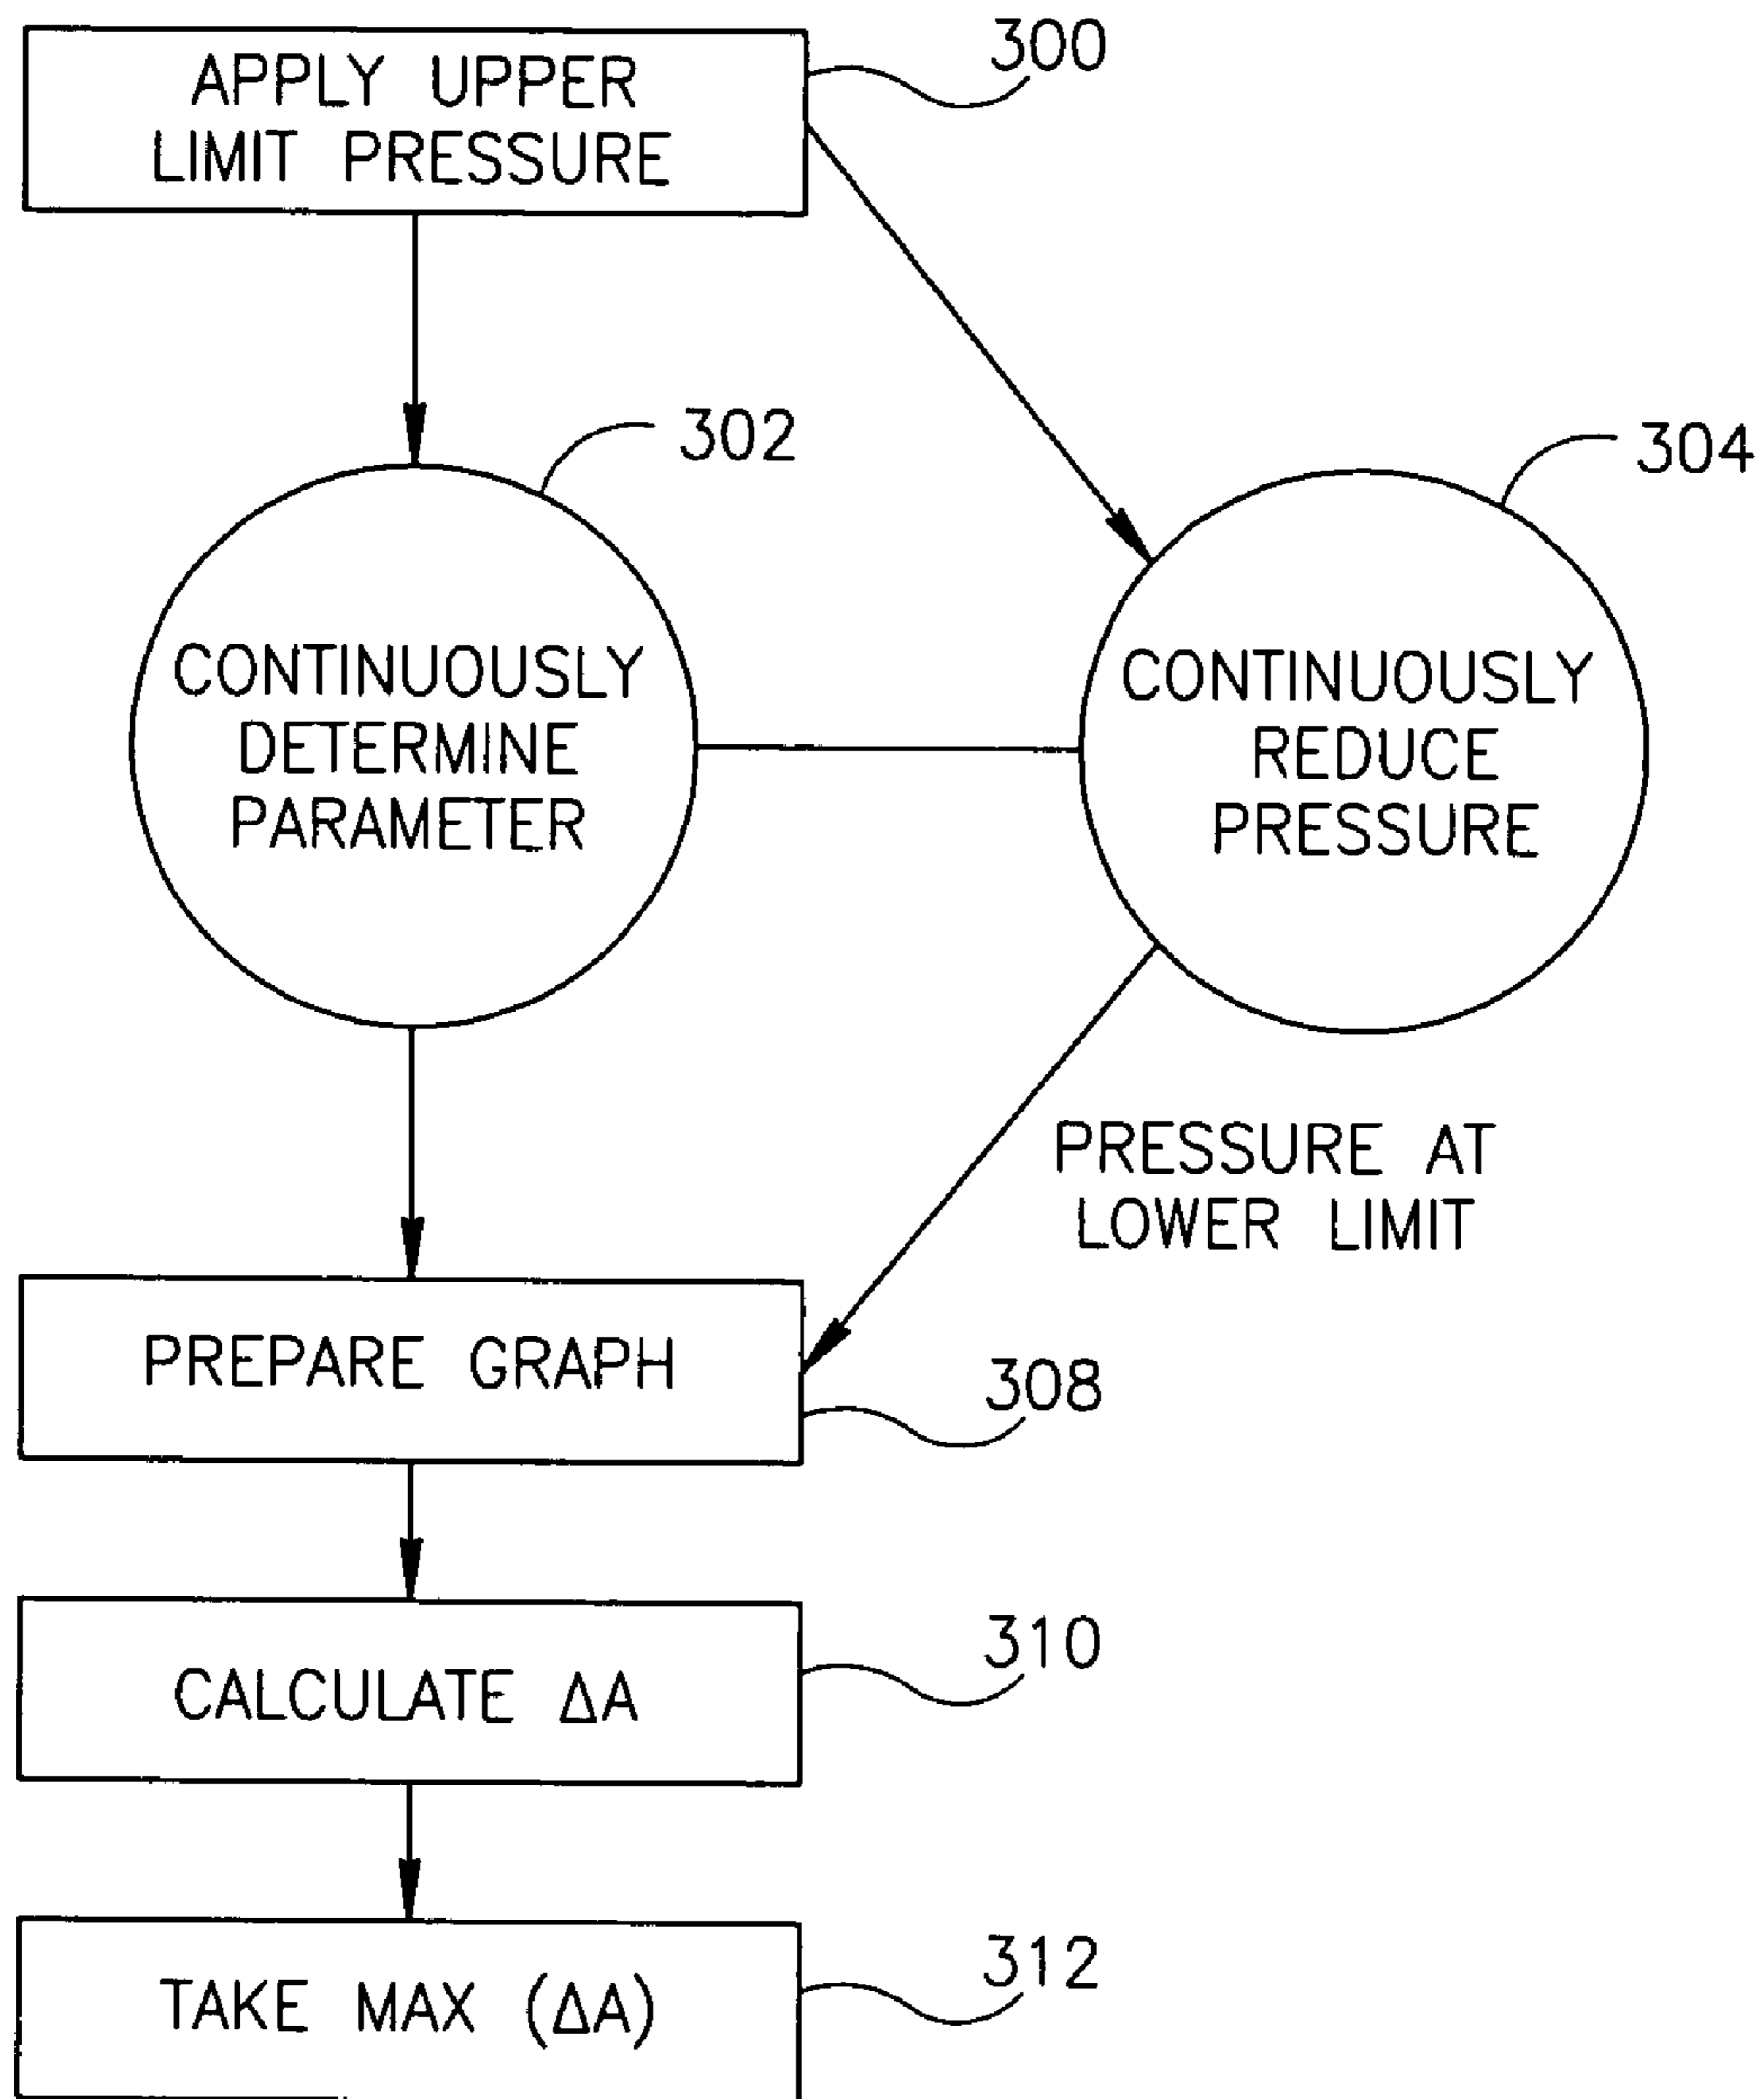 APPLY UPPER
LIMIT PRESSURE
300
302
304
CONTINUOUSLY
DETERMINE
PARAMETER
CONTINUOUSLY
REDUCE
PRESSURE
PRESSURE AT
LOWER LIMIT
PREPARE GRAPH
308
CALCULATE ΔA
310
TAKE MAX (ΔA)
312